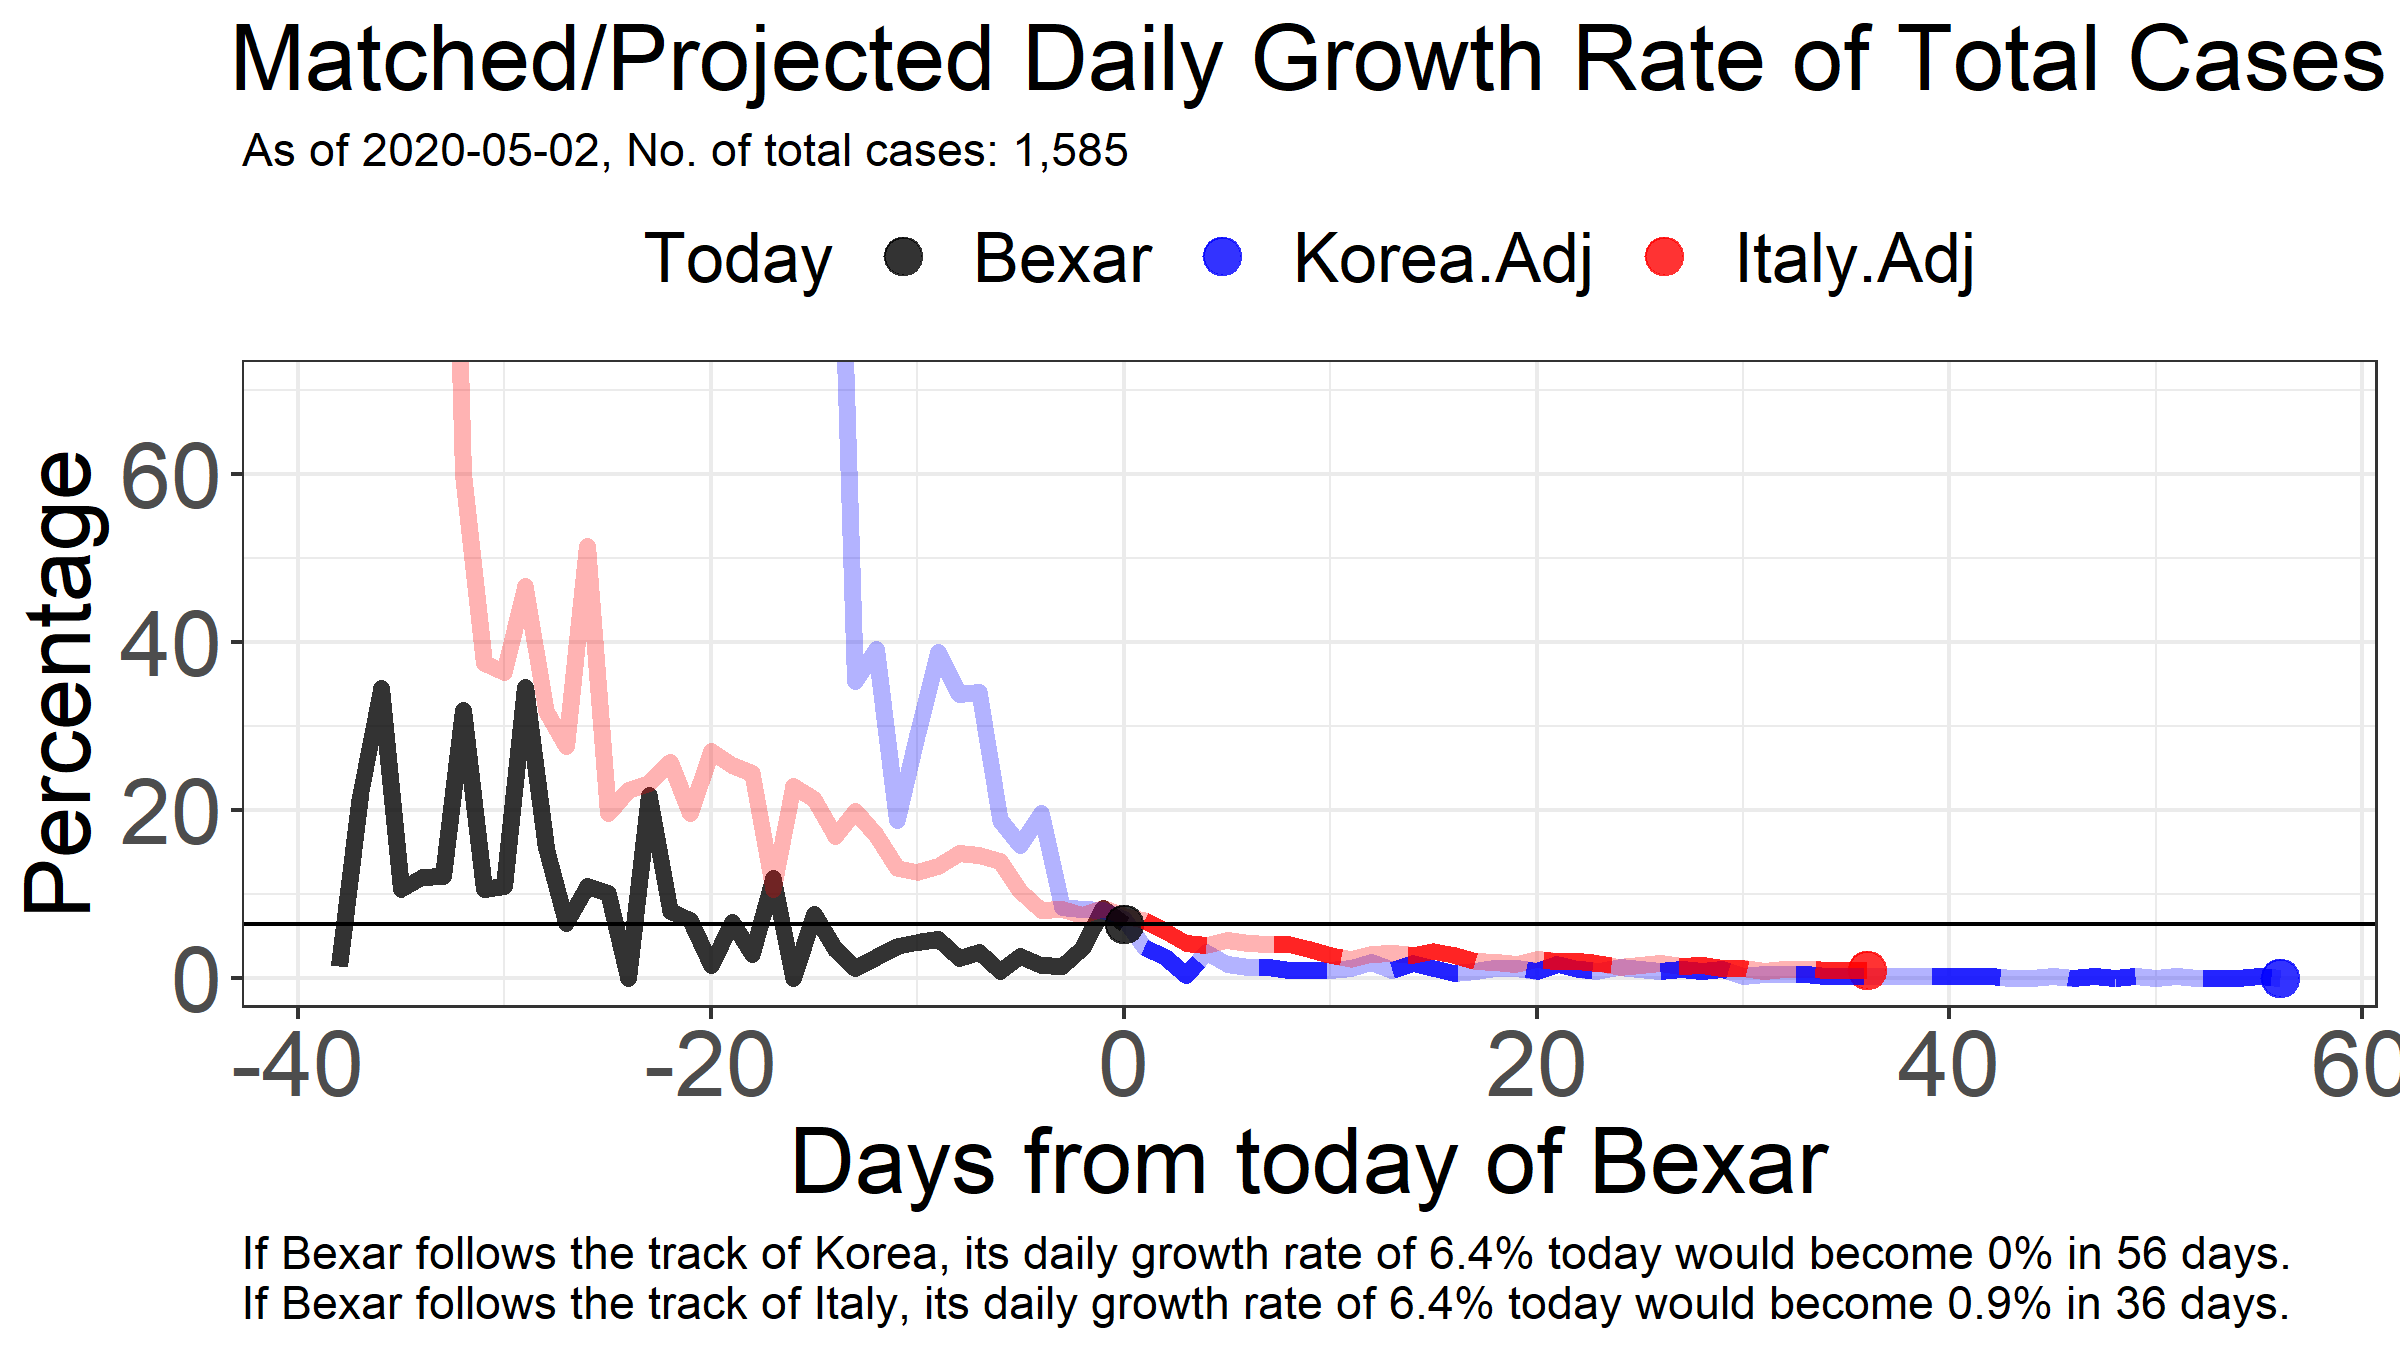 Matched/Projected Daily Growth Rate of Total Cases
As of 2020-05-02, No. of total cases: 1,585
Today Bexar Korea.Adj Italy.Adj
Percentage
60
40
20
0
-40 -20 0 20 40 60
Days from today of Bexar
If Bexar follows the track of Korea, its daily growth rate of 6.4% today would become 0% in 56 days.
If Bexar follows the track of Italy, its daily growth rate of 6.4% today would become 0.9% in 36 days.